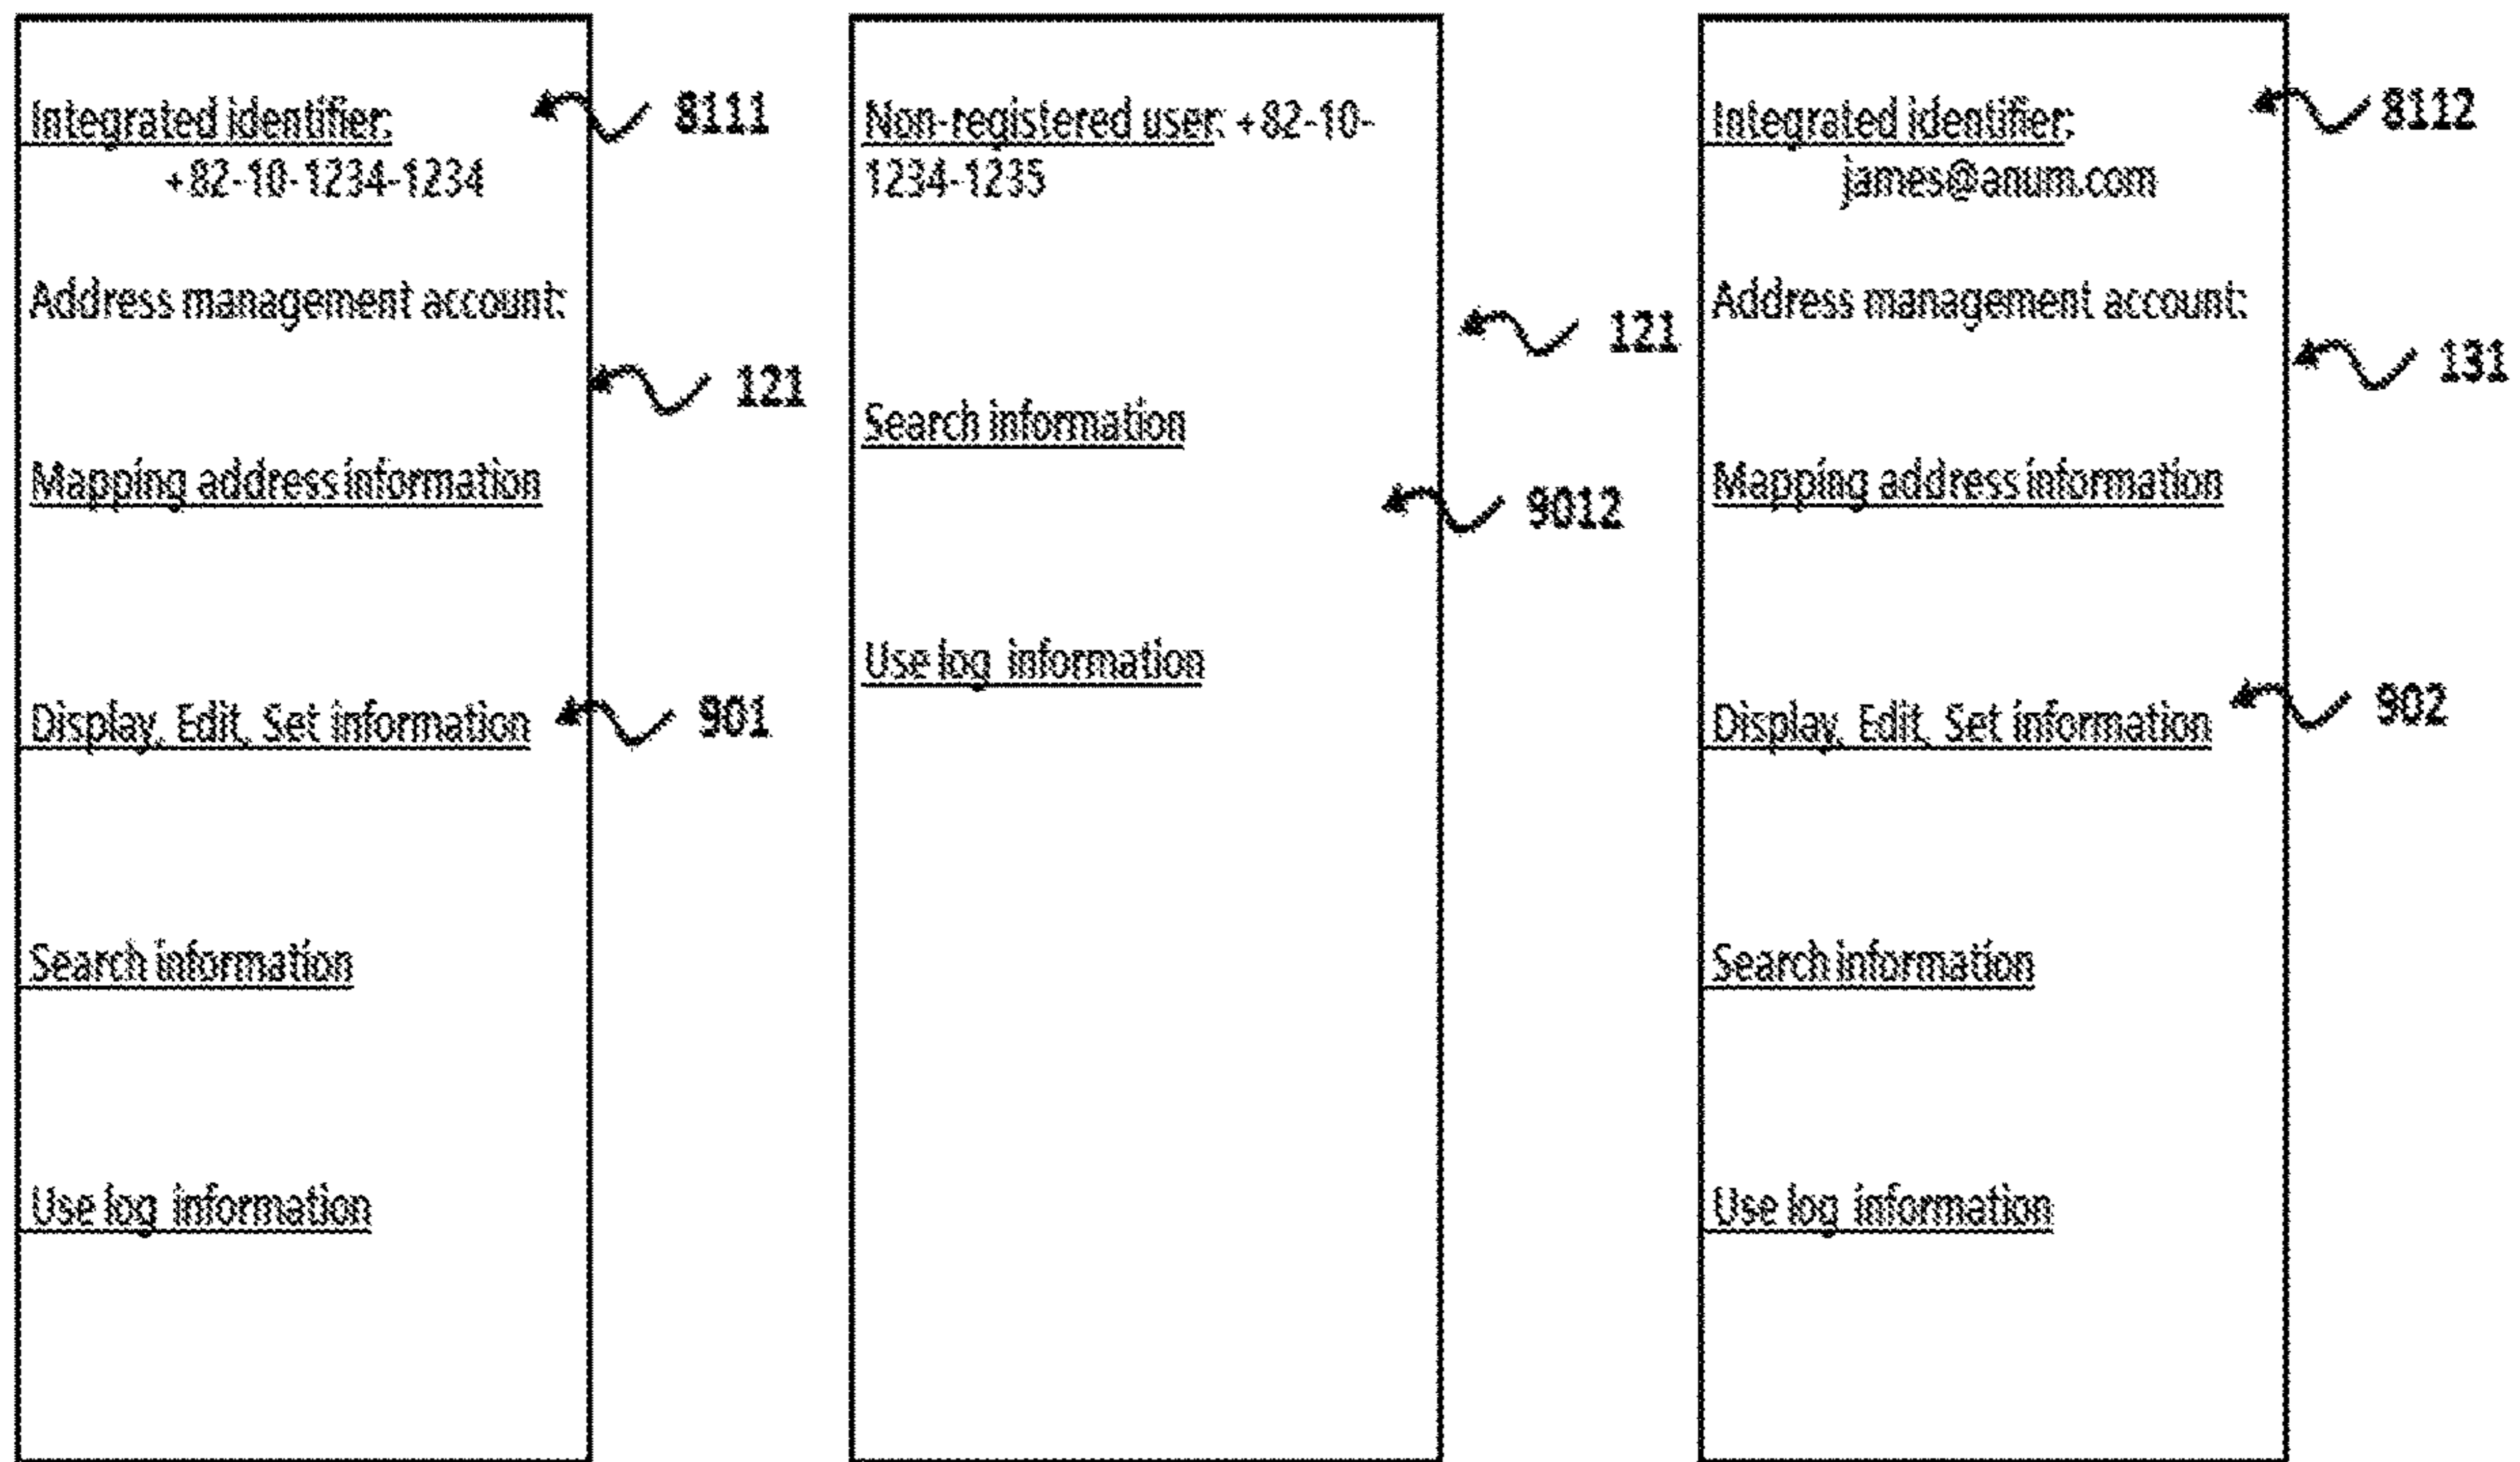 Integrated identifier:
8111
+82-10-1234-1234
Address management account:
121
Mapping address information
Display, Edit, Set information
901
Search information
Use log information
Non-registered user: +82-10-
1234-1235
121
Search information
9012
Use log information
Integrated identifier:
8112
james@anum.com
Address management account:
131
Mapping address information
Display, Edit, Set information
902
Search information
Use log information